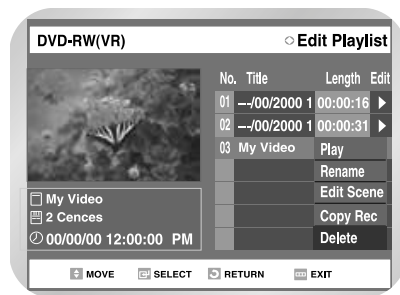 DVD-RW(VR) Edit Playlist
No. Title Length Edit
01 ---/00/2000 1 00:00:16
02 ---/00/2000 1 00:00:31
03 My Video Play
Rename
Edit Scene
Copy Rec
Delete
My Video
2 Cences
00/00/00 12:00:00 PM
MOVE SELECT RETURN EXIT